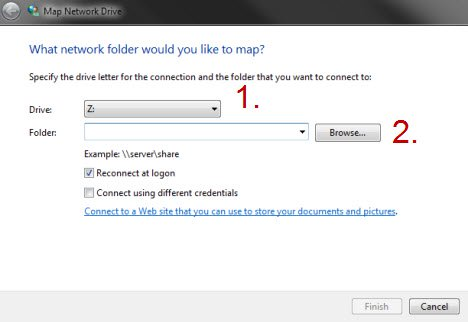 Map Network Drive
What network folder would you like to map?
Specify the drive letter for the connection and the folder that you want to connect to:
1.
Drive: Z:
Folder: Browse... 2.
Example: \\server\share
Reconnect at logon
Connect using different credentials
Connect to a Web site that you can use to store your documents and pictures.
Finish Cancel